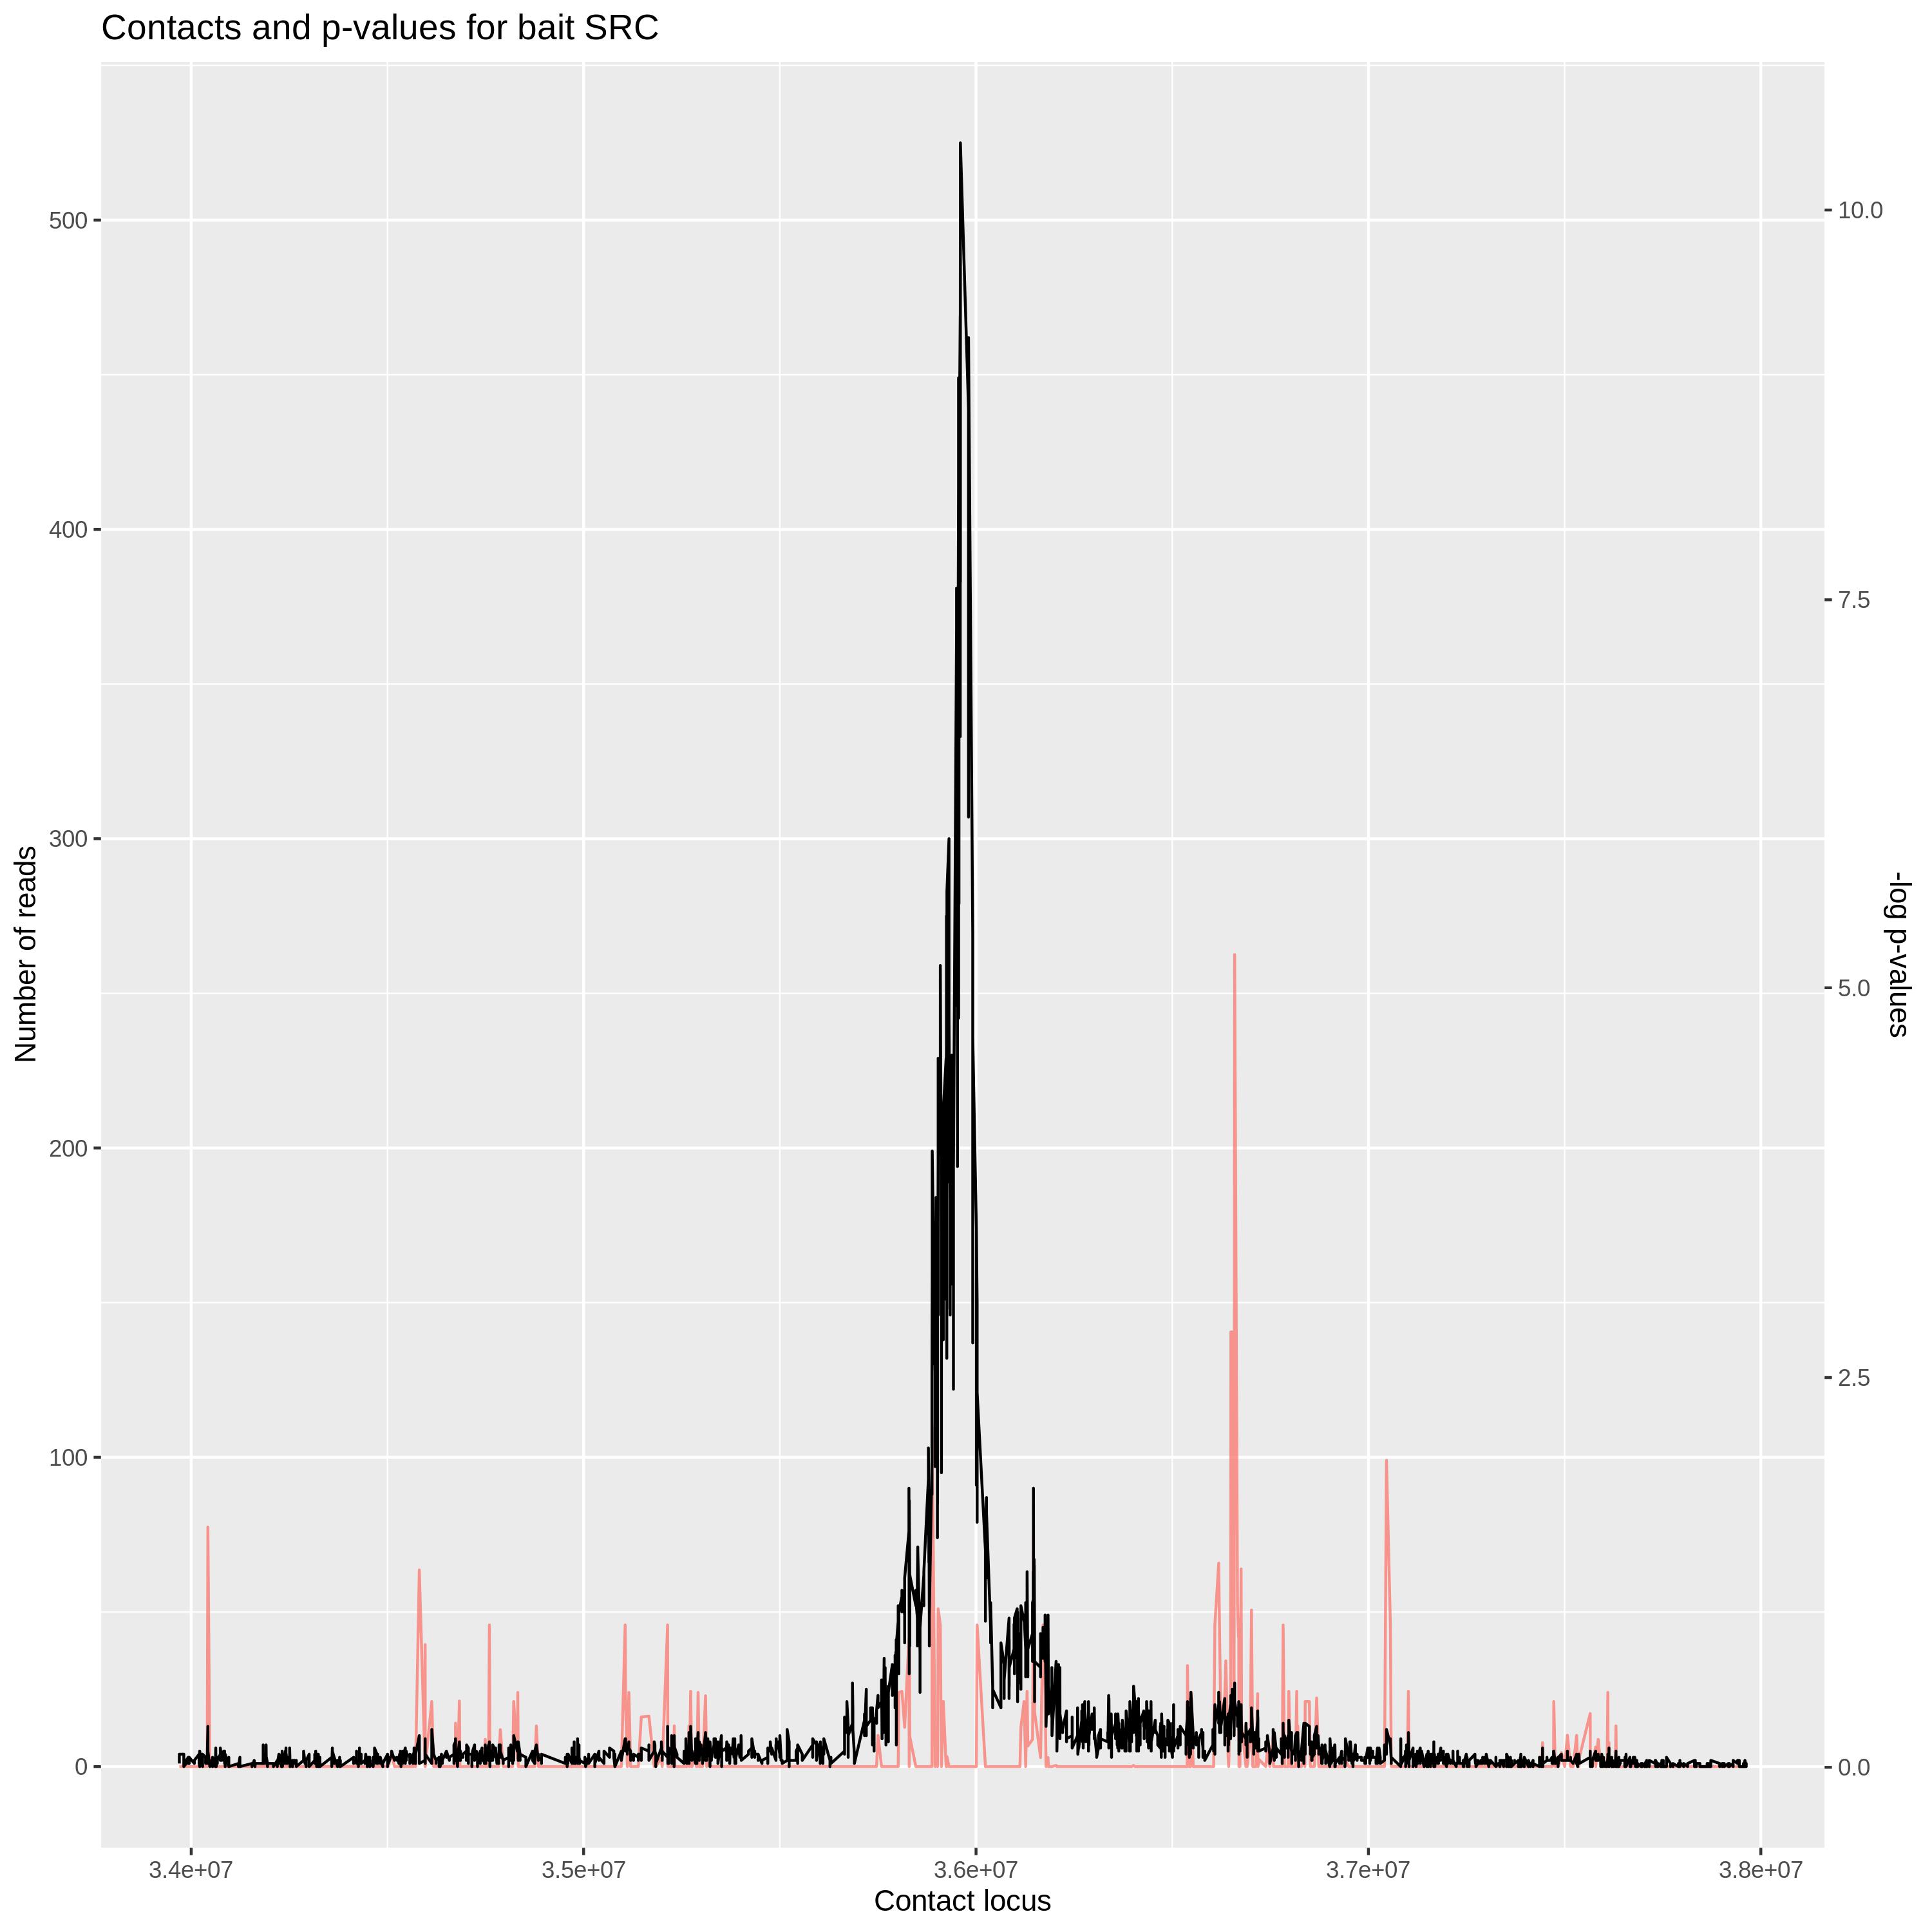 Contacts and p-values for bait SRC
500
400
300
200
100
0
Number of reads
10.0
7.5
5.0
2.5
0.0
-log p-values
3.4e+07
3.5e+07
3.6e+07
3.7e+07
3.8e+07
Contact locus